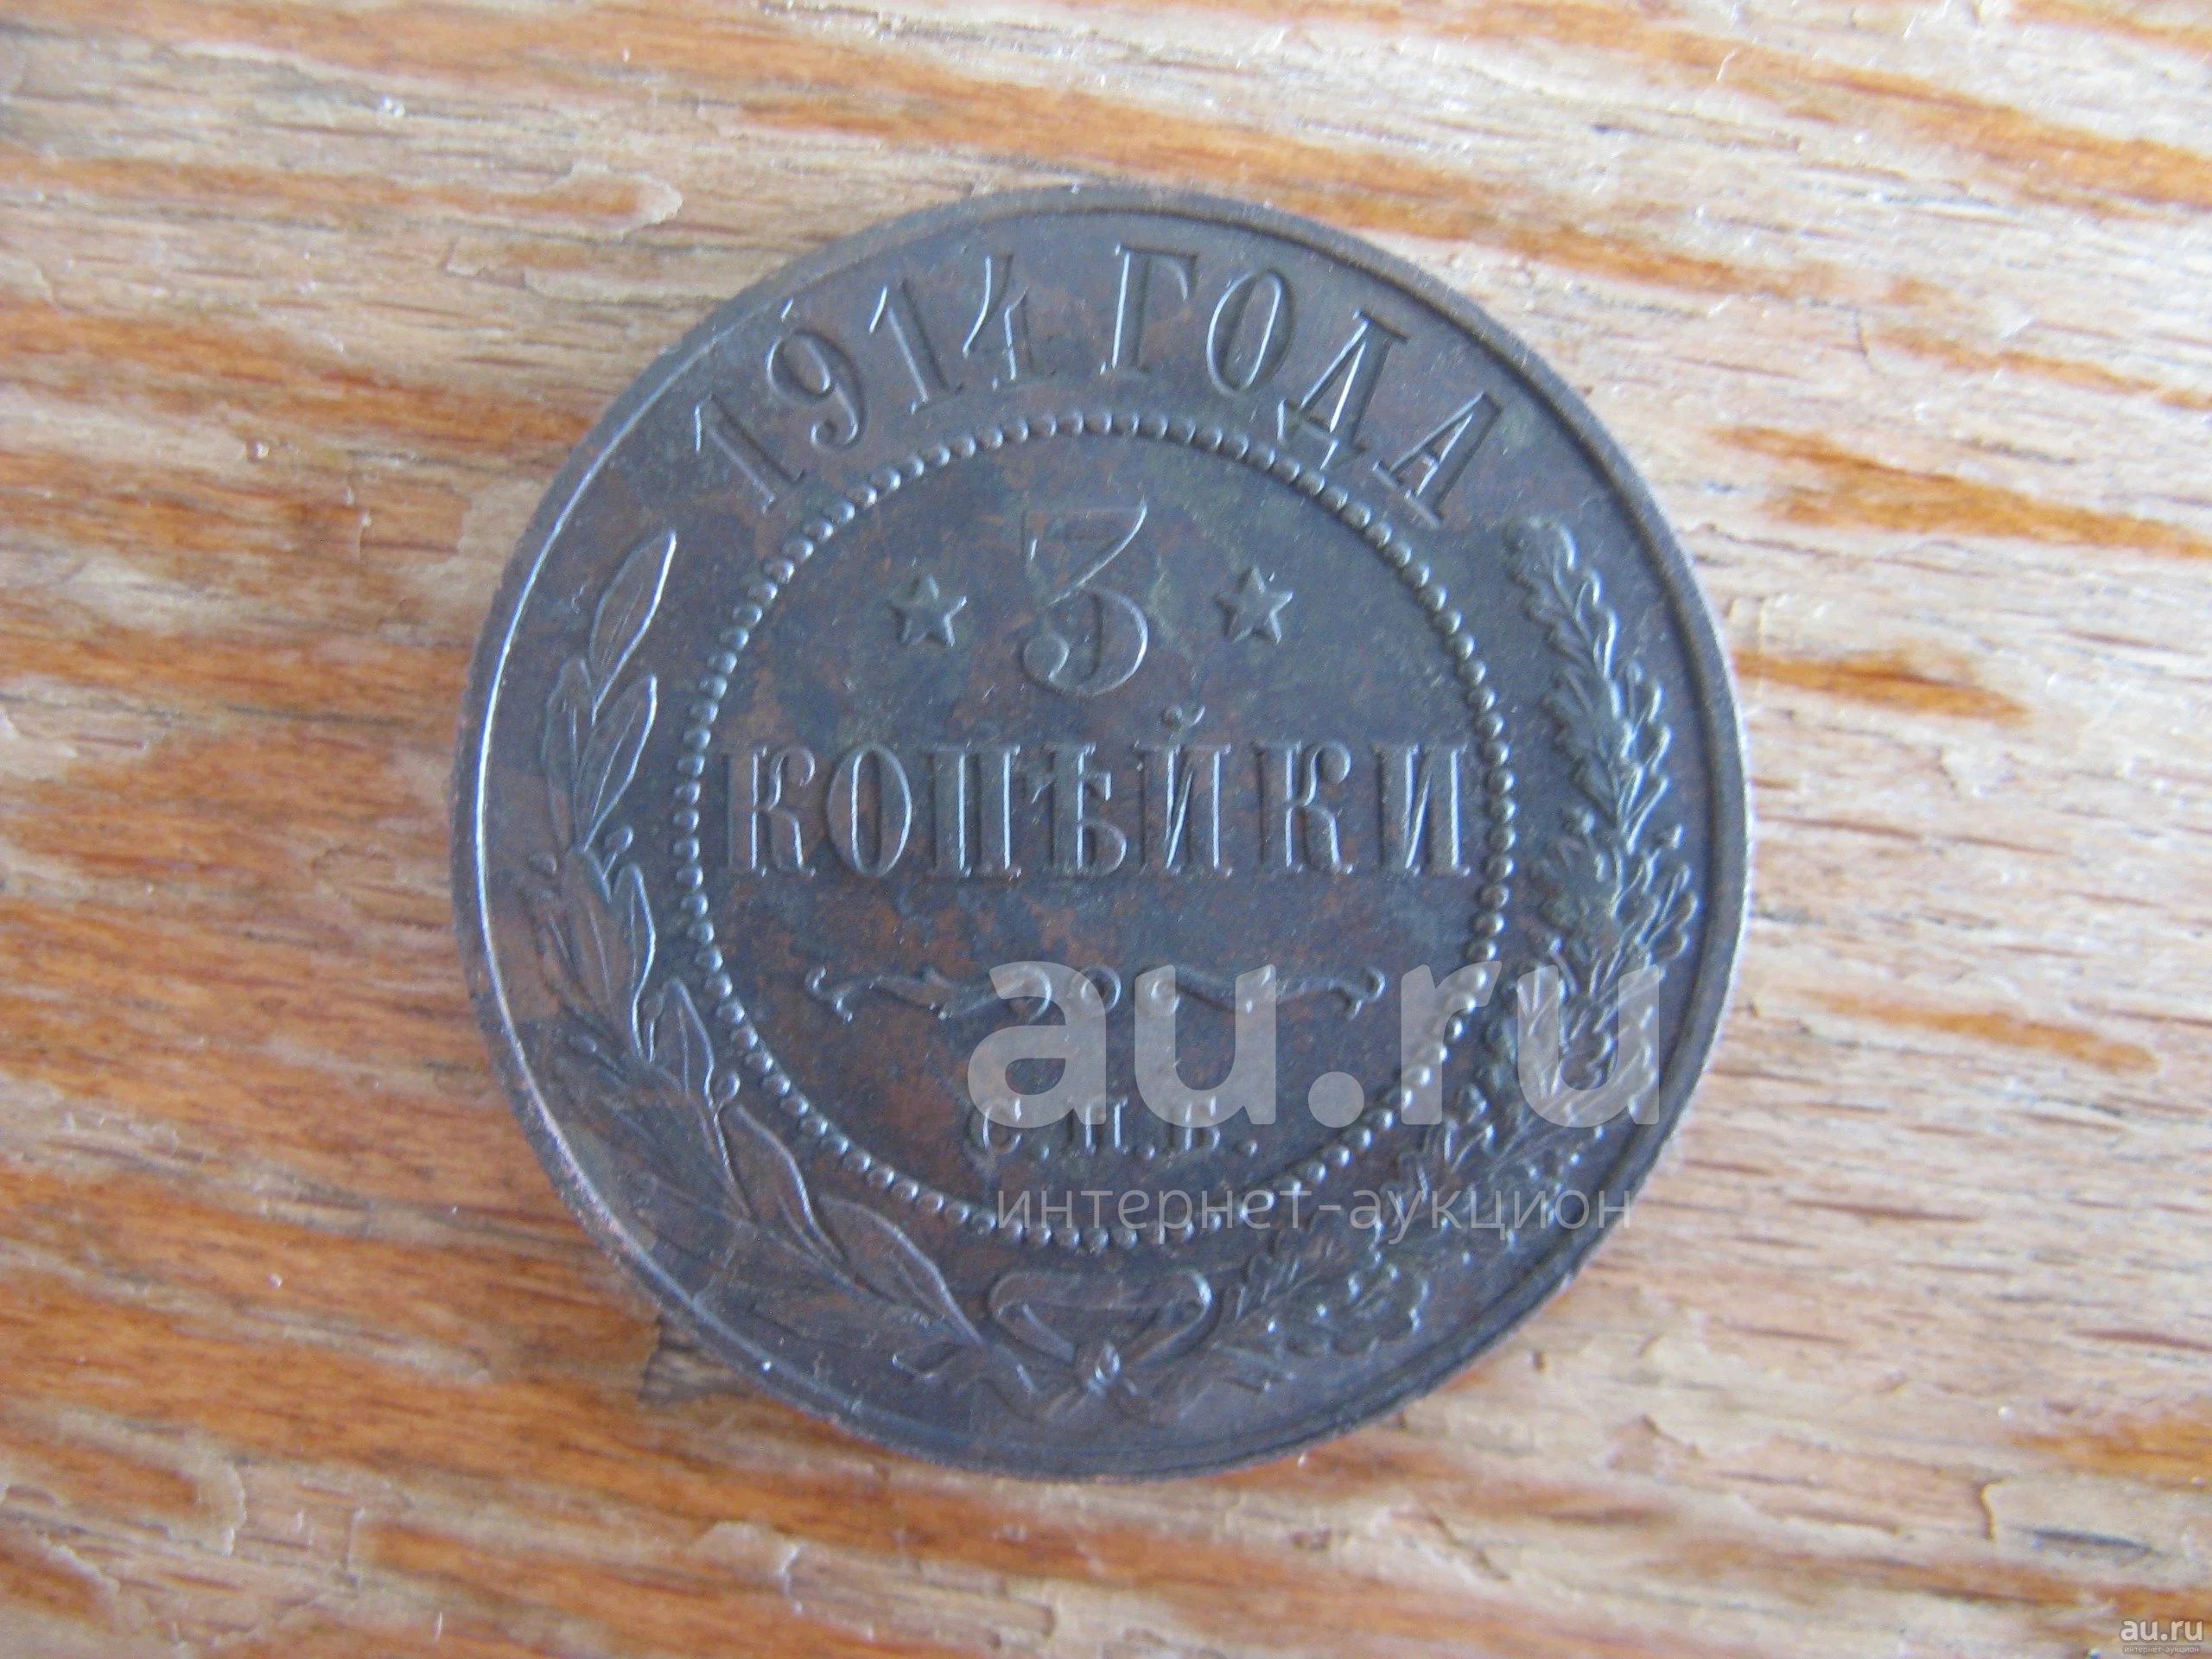 1914 ГОДА
3
КОПѢЙКИ
С.П.Б.
au.ru
интернет-аукцион
au.ru
интернет-аукцион